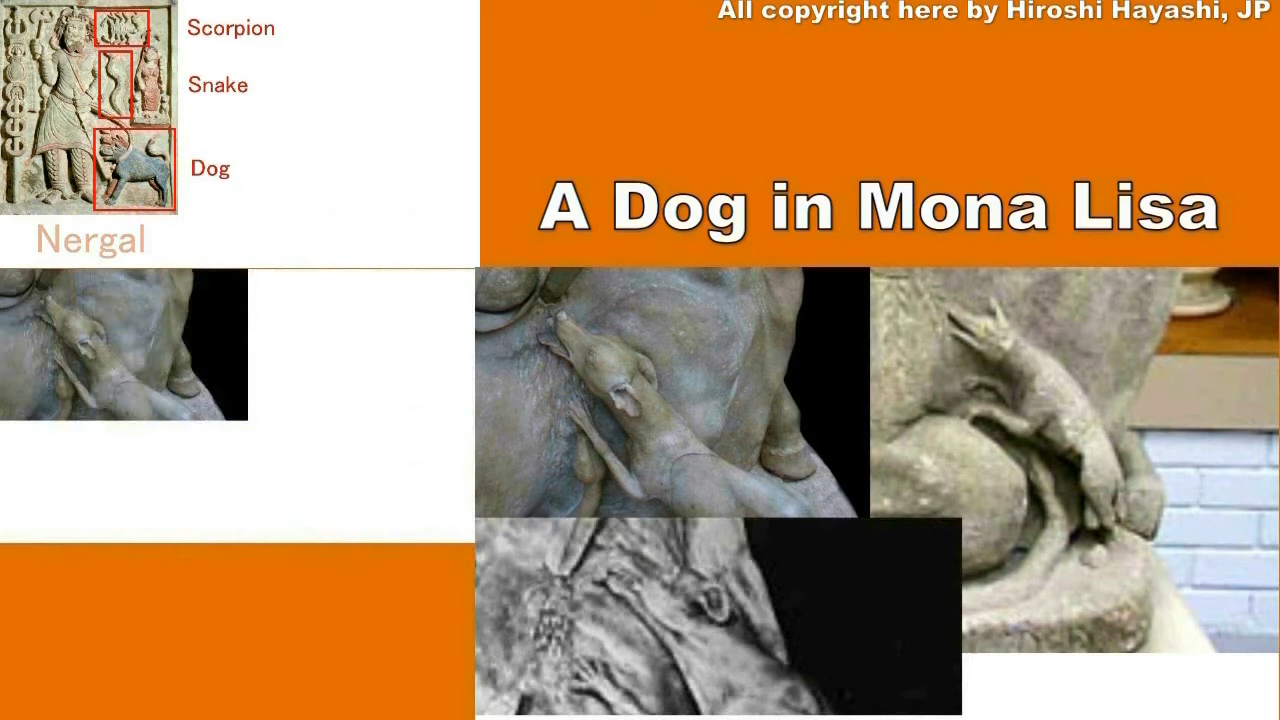 All copyright here by Hiroshi Hayashi, JP
Scorpion
Snake
Dog
A Dog in Mona Lisa
Nergal